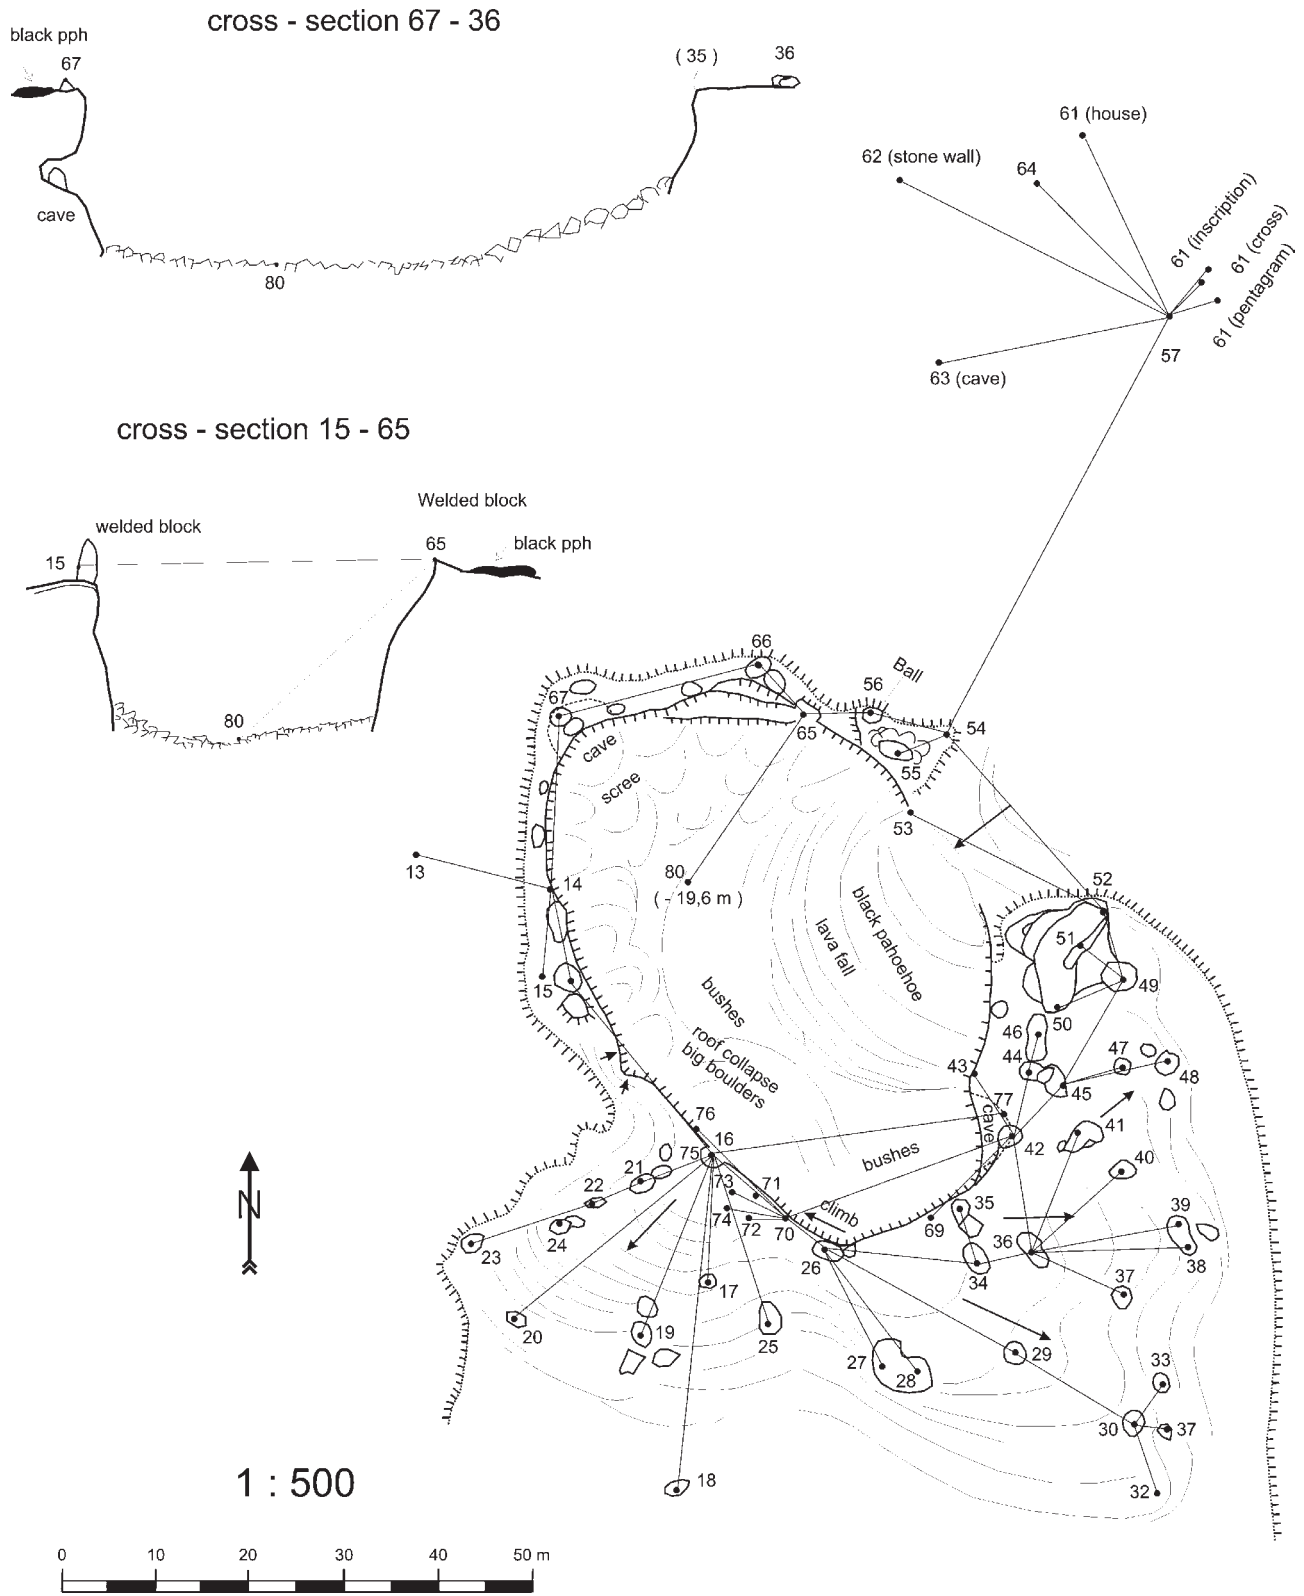 cross - section 67 - 36
black pph
67
( 35 )
36
cave
80
61 (house)
62 (stone wall)
64
61 (inscription)
61 (cross)
61 (pentagram)
57
63 (cave)
cross - section 15 - 65
Welded block
welded block
15
65
black pph
80
66
67
56
Ball
65
54
55
cave
scree
53
13
14
80
( - 19,6 m )
52
51
black pahoehoe
lava fall
15
49
50
bushes
roof collapse
big boulders
46
44
47
48
43
45
77
cave
76
16
42
41
75
bushes
40
21
73
71
22
35
39
74
72
70
climb
69
24
36
38
23
26
34
17
37
20
19
25
29
27
28
33
30
37
18
32
N
1 : 500
0 10 20 30 40 50 m